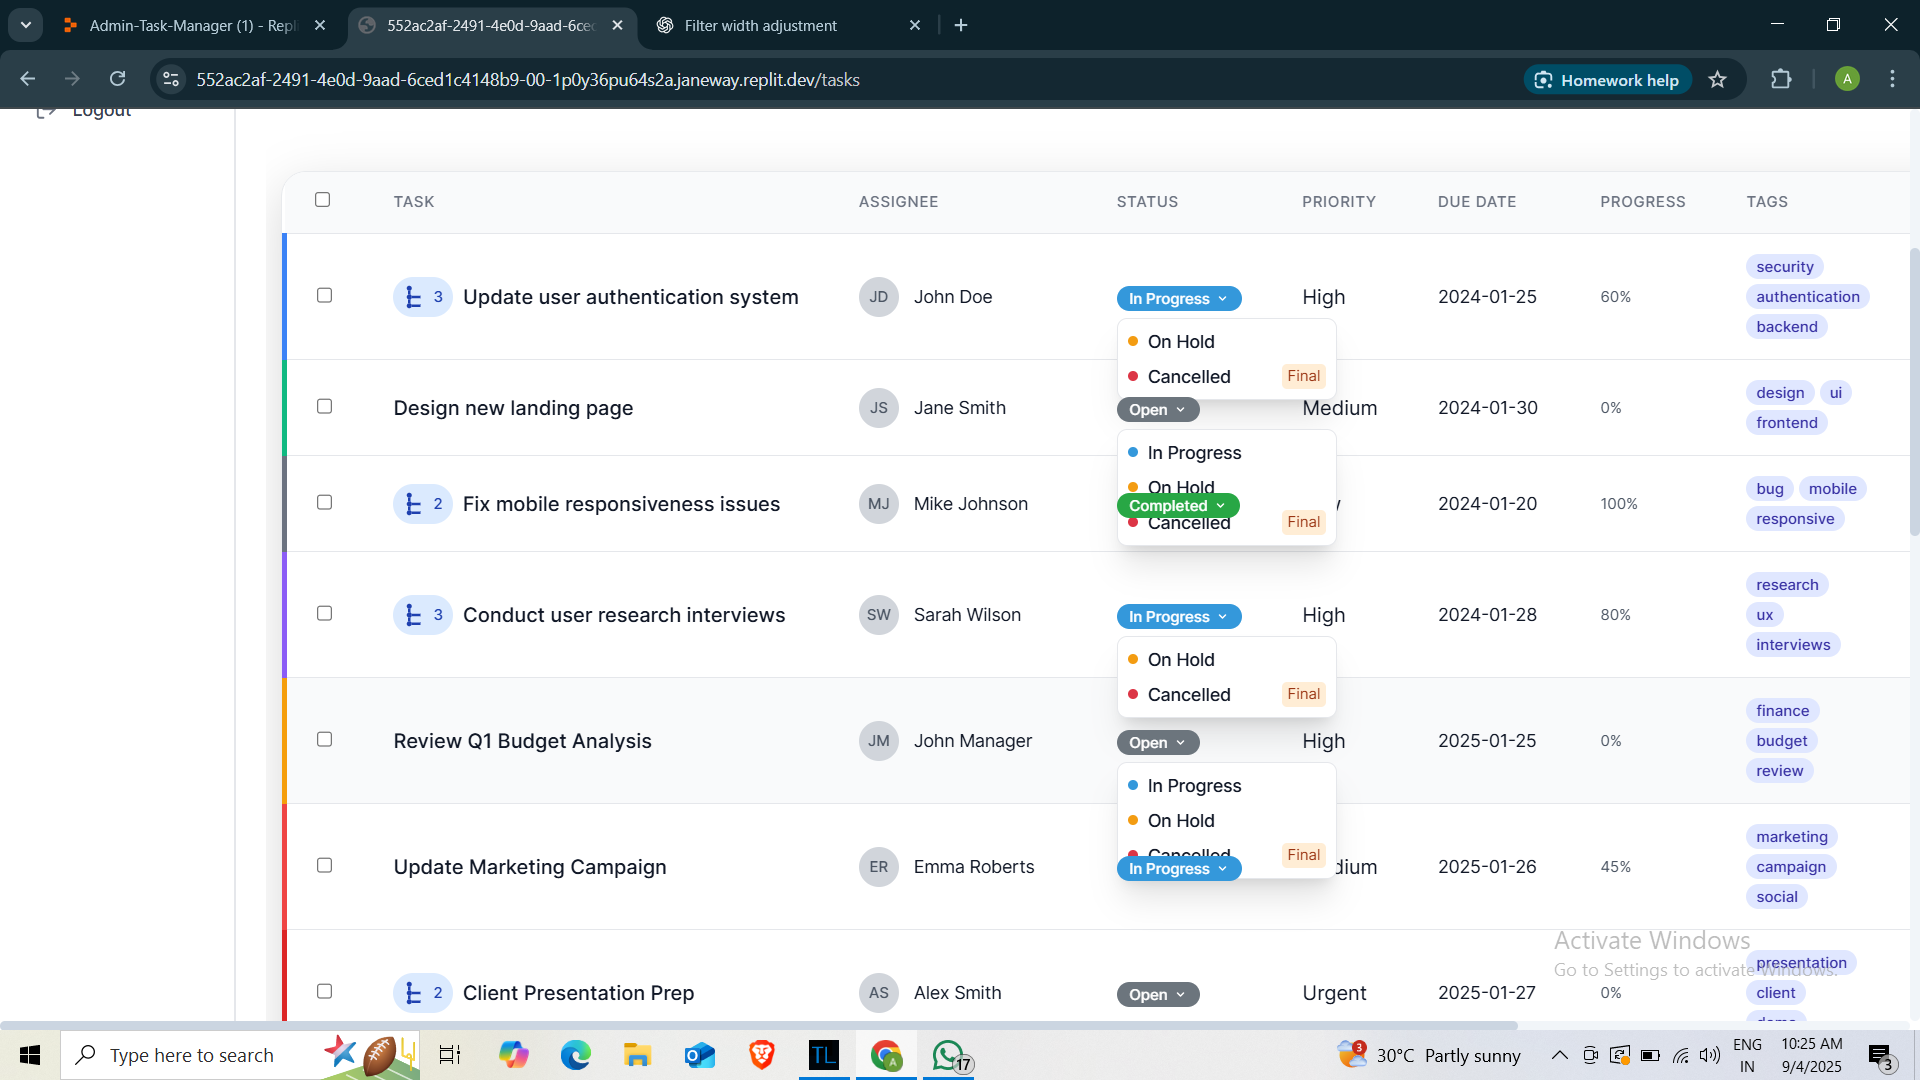 Admin-Task-Manager (1) - Repl
552ac2af-2491-4e0d-9aad-6cec
Filter width adjustment
552ac2af-2491-4e0d-9aad-6ced1c4148b9-00-1p0y36pu64s2a.janeway.replit.dev/tasks
Homework help
A
Logout
TASK ASSIGNEE STATUS PRIORITY DUE DATE PROGRESS TAGS
security
3 Update user authentication system JD John Doe In Progress High 2024-01-25 60% authentication
backend
On Hold
Cancelled Final
design ui
Design new landing page JS Jane Smith Open Medium 2024-01-30 0%
frontend
In Progress
On Hold
bug mobile
2 Fix mobile responsiveness issues MJ Mike Johnson Completed 2024-01-20 100%
responsive
Cancelled Final
research
3 Conduct user research interviews SW Sarah Wilson In Progress High 2024-01-28 80% ux
interviews
On Hold
Cancelled Final
finance
Review Q1 Budget Analysis JM John Manager Open High 2025-01-25 0% budget
review
In Progress
On Hold
Cancelled Final
marketing
Update Marketing Campaign ER Emma Roberts In Progress dium 2025-01-26 45% campaign
social
presentation
2 Client Presentation Prep AS Alex Smith Open Urgent 2025-01-27 0% client
demo
Activate Windows
Go to Settings to activate Windows.
Type here to search
TL
A
17
3
30°C Partly sunny
ENG
IN
10:25 AM
9/4/2025
3